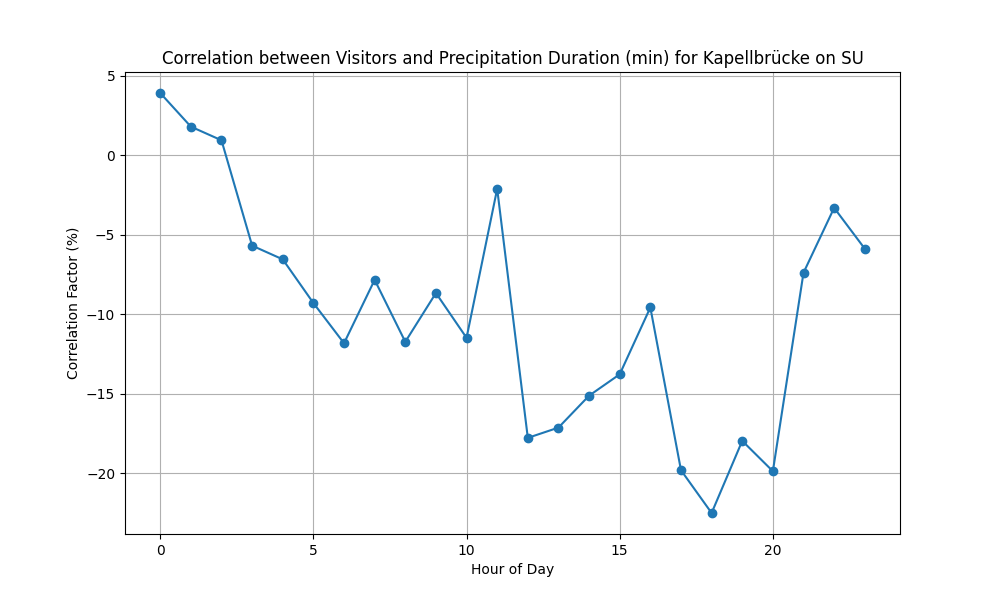 Correlation between Visitors and Precipitation Duration (min) for Kapellbrücke on SU
Correlation Factor (%)
5
0
−5
−10
−15
−20
0 5 10 15 20
Hour of Day